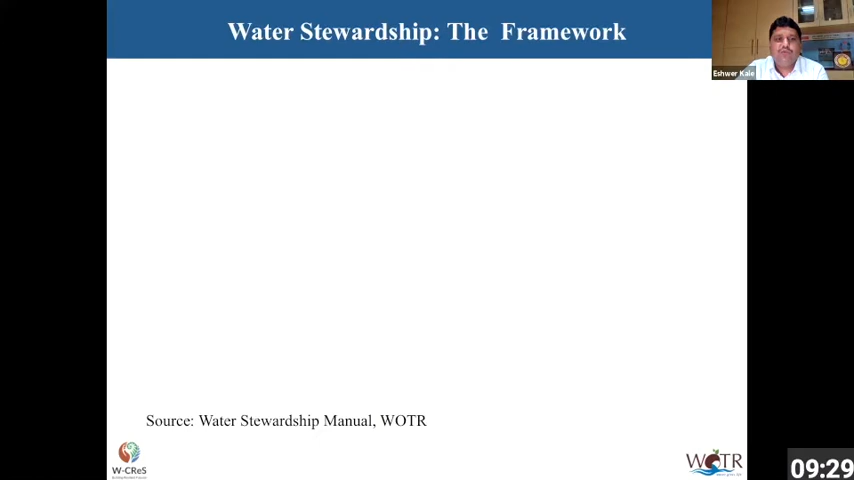 Water Stewardship: The Framework
Eshwer Kale
Source: Water Stewardship Manual, WOTR
W-CReS
WOTR
09:29